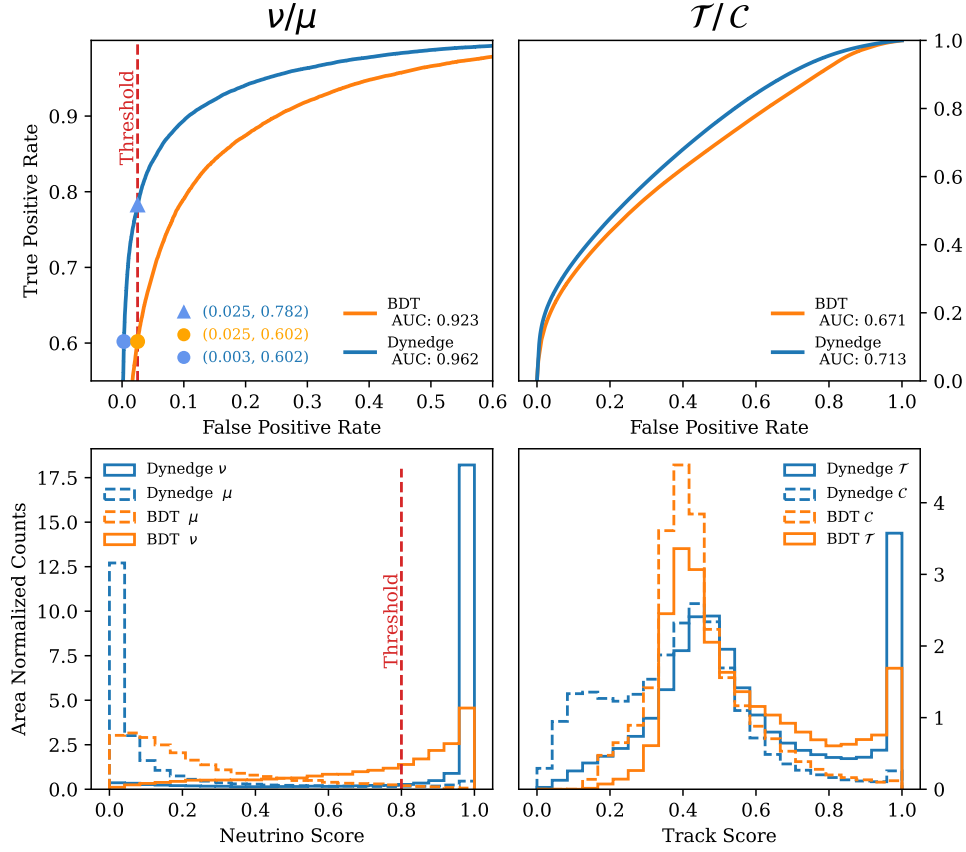 ν/μ
𝒯/𝒞
True Positive Rate
0.9
0.8
0.7
0.6
Threshold
(0.025, 0.782)
(0.025, 0.602)
(0.003, 0.602)
BDT
AUC: 0.923
Dynedge
AUC: 0.962
0.0 0.1 0.2 0.3 0.4 0.5 0.6
False Positive Rate
BDT
AUC: 0.671
Dynedge
AUC: 0.713
1.0
0.8
0.6
0.4
0.2
0.0
0.0 0.2 0.4 0.6 0.8 1.0
False Positive Rate
Area Normalized Counts
17.5
15.0
12.5
10.0
7.5
5.0
2.5
0.0
Dynedge ν
Dynedge μ
BDT μ
BDT ν
Threshold
0.0 0.2 0.4 0.6 0.8 1.0
Neutrino Score
Dynedge 𝒯
Dynedge 𝒞
BDT 𝒞
BDT 𝒯
4
3
2
1
0
0.0 0.2 0.4 0.6 0.8 1.0
Track Score